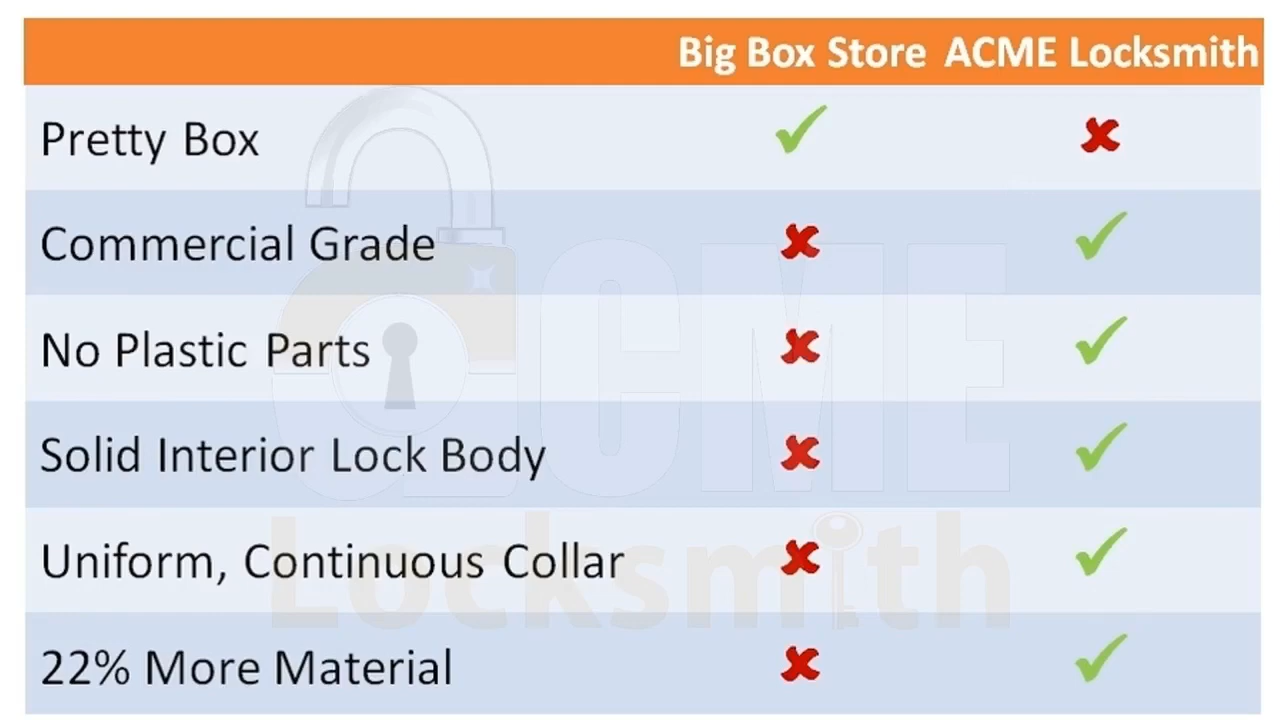 Big Box Store ACME Locksmith
Pretty Box ✓ ✘
Commercial Grade ✘ ✓
No Plastic Parts ✘ ✓
Solid Interior Lock Body ✘ ✓
Uniform, Continuous Collar ✘ ✓
22% More Material ✘ ✓
aCME
Locksmith